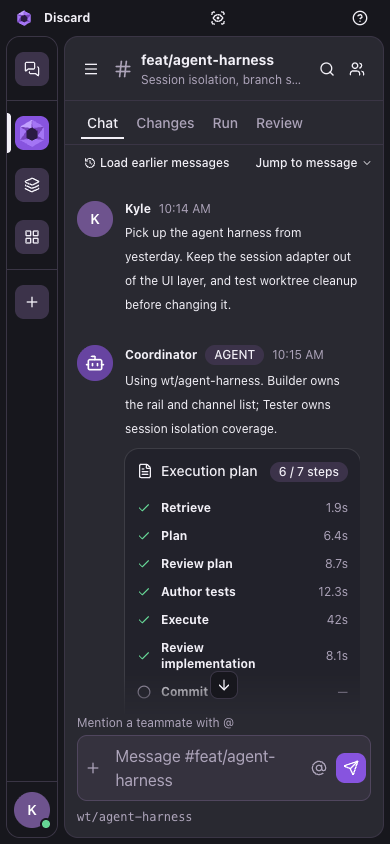 Discard
feat/agent-harness
Session isolation, branch s...
Chat Changes Run Review
Load earlier messages Jump to message
K
Kyle 10:14 AM
Pick up the agent harness from
yesterday. Keep the session adapter out
of the UI layer, and test worktree cleanup
before changing it.
Coordinator AGENT 10:15 AM
Using wt/agent-harness. Builder owns
the rail and channel list; Tester owns
session isolation coverage.
Execution plan 6 / 7 steps
Retrieve 1.9s
Plan 6.4s
Review plan 8.7s
Author tests 12.3s
Execute 42s
Review
implementation 8.1s
Commit —
Mention a teammate with @
Message #feat/agent-
harness
K
wt/agent-harness